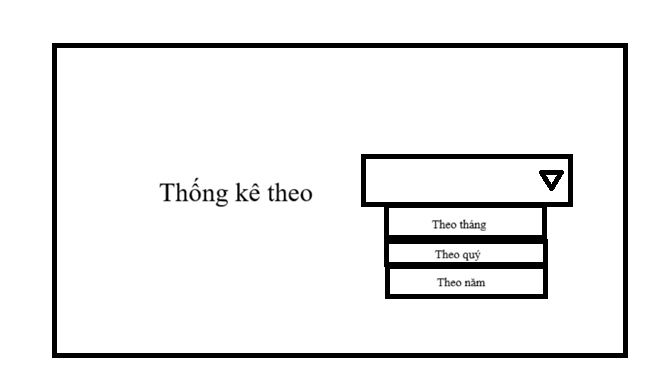 Thống kê theo
Theo tháng
Theo quý
Theo năm